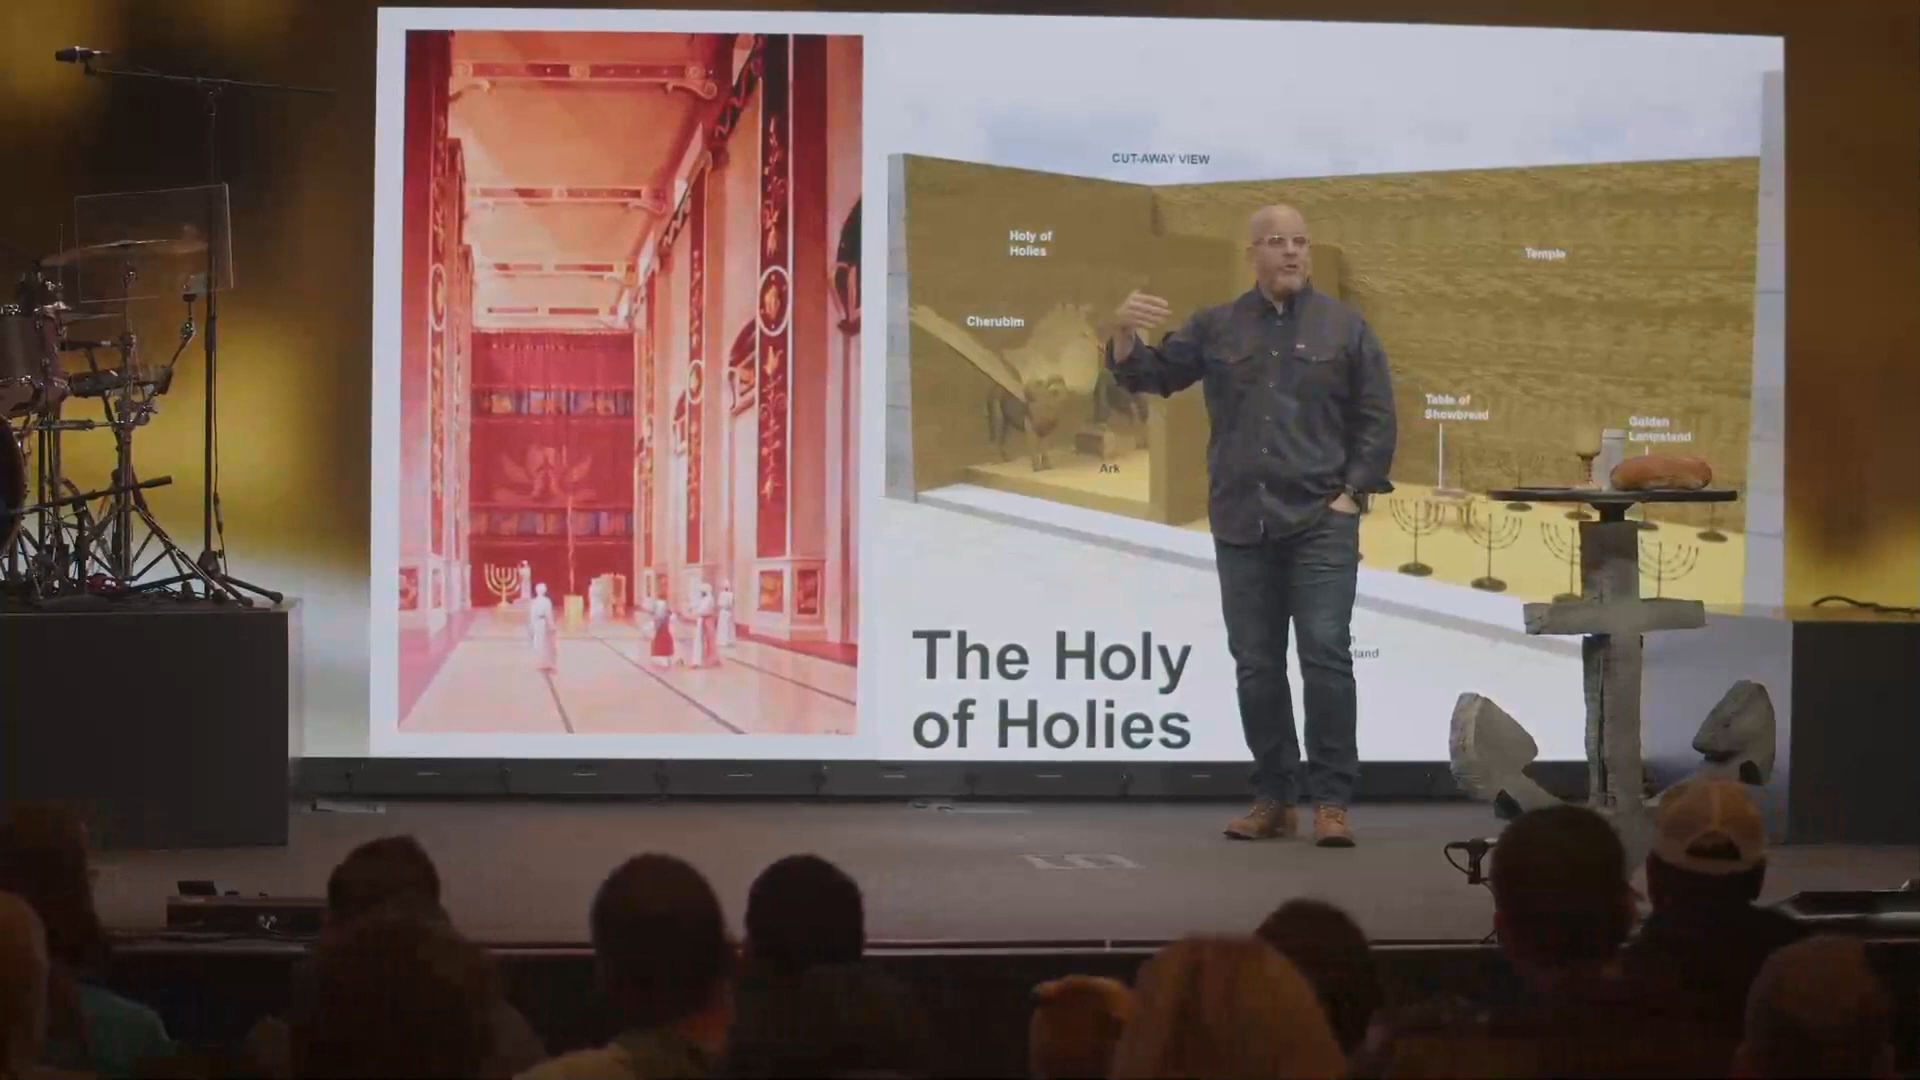 CUT-AWAY VIEW
Holy of
Holies
Temple
Cherubim
Table of
Showbread
Golden
Lampstand
Ark
The Holy
of Holies